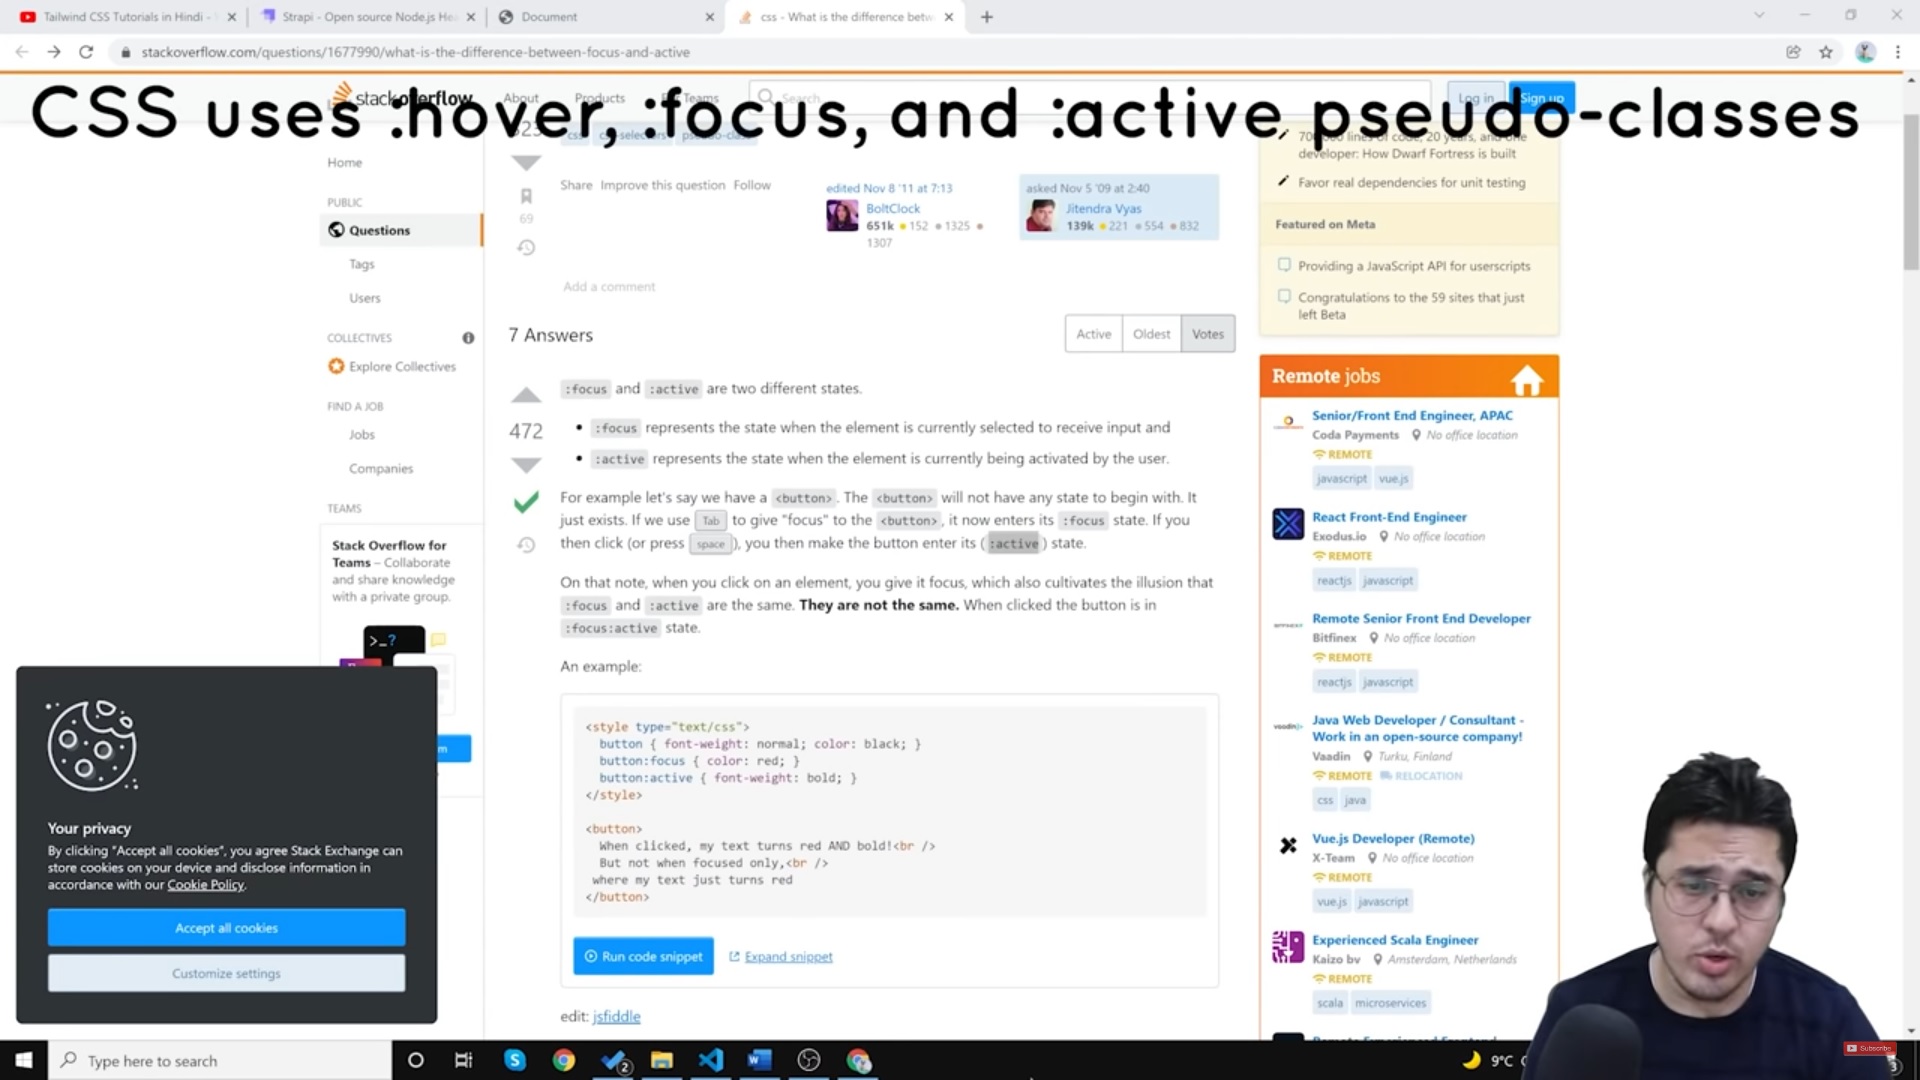 Tailwind CSS Tutorials in Hindi -
Strapi - Open source Node.js Hea
Document
css - What is the difference betw
stackoverflow.com/questions/1677990/what-is-the-difference-between-focus-and-active
stackoverflow
About
Products
For Teams
Search
Log in
Sign up
CSS uses :hover, :focus, and :active pseudo-classes
css
css-selectors
pseudo-class
Home
PUBLIC
Questions
Tags
Users
COLLECTIVES
Explore Collectives
FIND A JOB
Jobs
Companies
TEAMS
Stack Overflow for
Teams – Collaborate
and share knowledge
with a private group.
>_?
69
Share Improve this question Follow
edited Nov 8 '11 at 7:13
BoltClock
651k 152 1325
1307
asked Nov 5 '09 at 2:40
Jitendra Vyas
139k 221 554 832
Add a comment
7 Answers
Active
Oldest
Votes
472
:focus and :active are two different states.
• :focus represents the state when the element is currently selected to receive input and
• :active represents the state when the element is currently being activated by the user.
For example let's say we have a <button>. The <button> will not have any state to begin with. It
just exists. If we use Tab to give "focus" to the <button>, it now enters its :focus state. If you
then click (or press space), you then make the button enter its (:active) state.
On that note, when you click on an element, you give it focus, which also cultivates the illusion that
:focus and :active are the same. They are not the same. When clicked the button is in
:focus:active state.
An example:
<style type="text/css">
button { font-weight: normal; color: black; }
button:focus { color: red; }
button:active { font-weight: bold; }
</style>
<button>
When clicked, my text turns red AND bold!<br />
But not when focused only,<br />
where my text just turns red
</button>
Run code snippet
Expand snippet
edit: jsfiddle
700,000 lines of code, 20 years, and one
developer: How Dwarf Fortress is built
Favor real dependencies for unit testing
Featured on Meta
Providing a JavaScript API for userscripts
Congratulations to the 59 sites that just
left Beta
Remote jobs
Senior/Front End Engineer, APAC
Coda Payments No office location
REMOTE
javascript vue.js
React Front-End Engineer
Exodus.io No office location
REMOTE
reactjs javascript
Remote Senior Front End Developer
Bitfinex No office location
REMOTE
reactjs javascript
Java Web Developer / Consultant -
Work in an open-source company!
Vaadin Turku, Finland
REMOTE RELOCATION
css java
Vue.js Developer (Remote)
X-Team No office location
REMOTE
vue.js javascript
Experienced Scala Engineer
Kaizo bv Amsterdam, Netherlands
REMOTE
scala microservices
Your privacy
By clicking "Accept all cookies", you agree Stack Exchange can
store cookies on your device and disclose information in
accordance with our Cookie Policy.
Accept all cookies
Customize settings
Type here to search
2
9°C
Subscribe